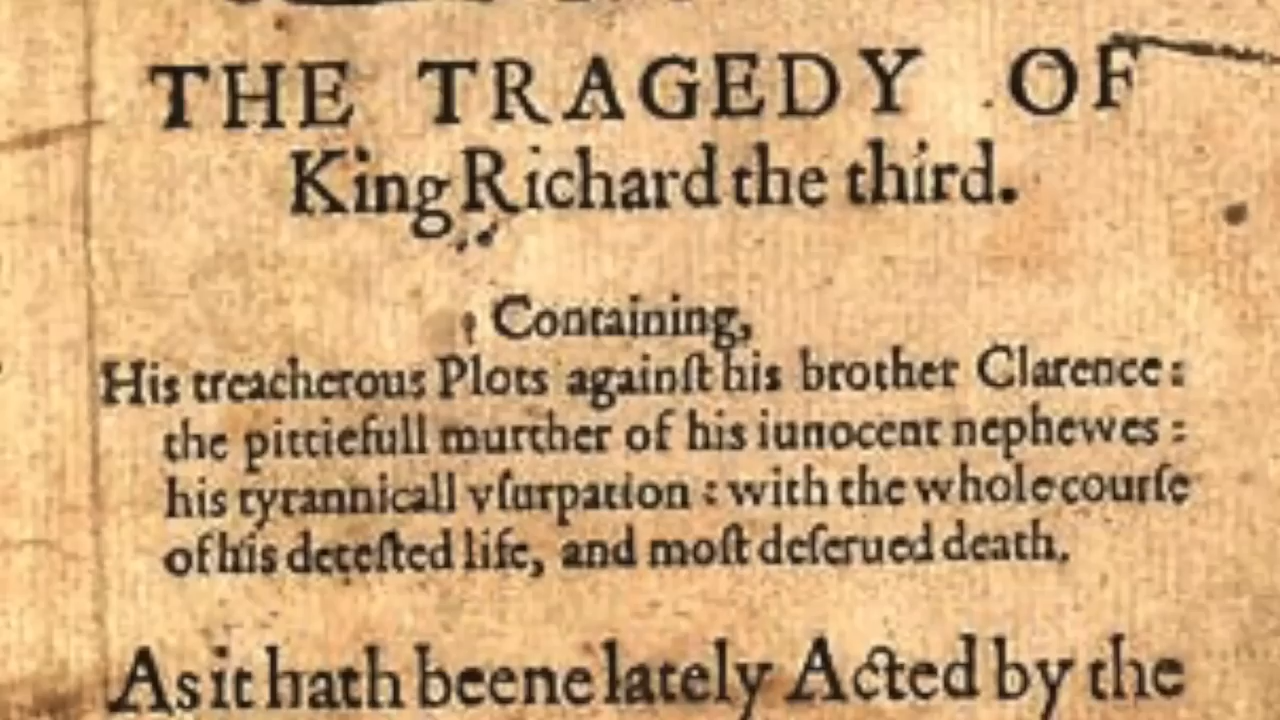 THE TRAGEDY OF
King Richard the third.
Containing,
His treacherous Plots againſt his brother Clarence:
the pittiefull murther of his iunocent nephewes:
his tyrannicall vſurpation: with the whole courſe
of his deteſted life, and moſt deſerued death.
As it hath beene lately Acted by the